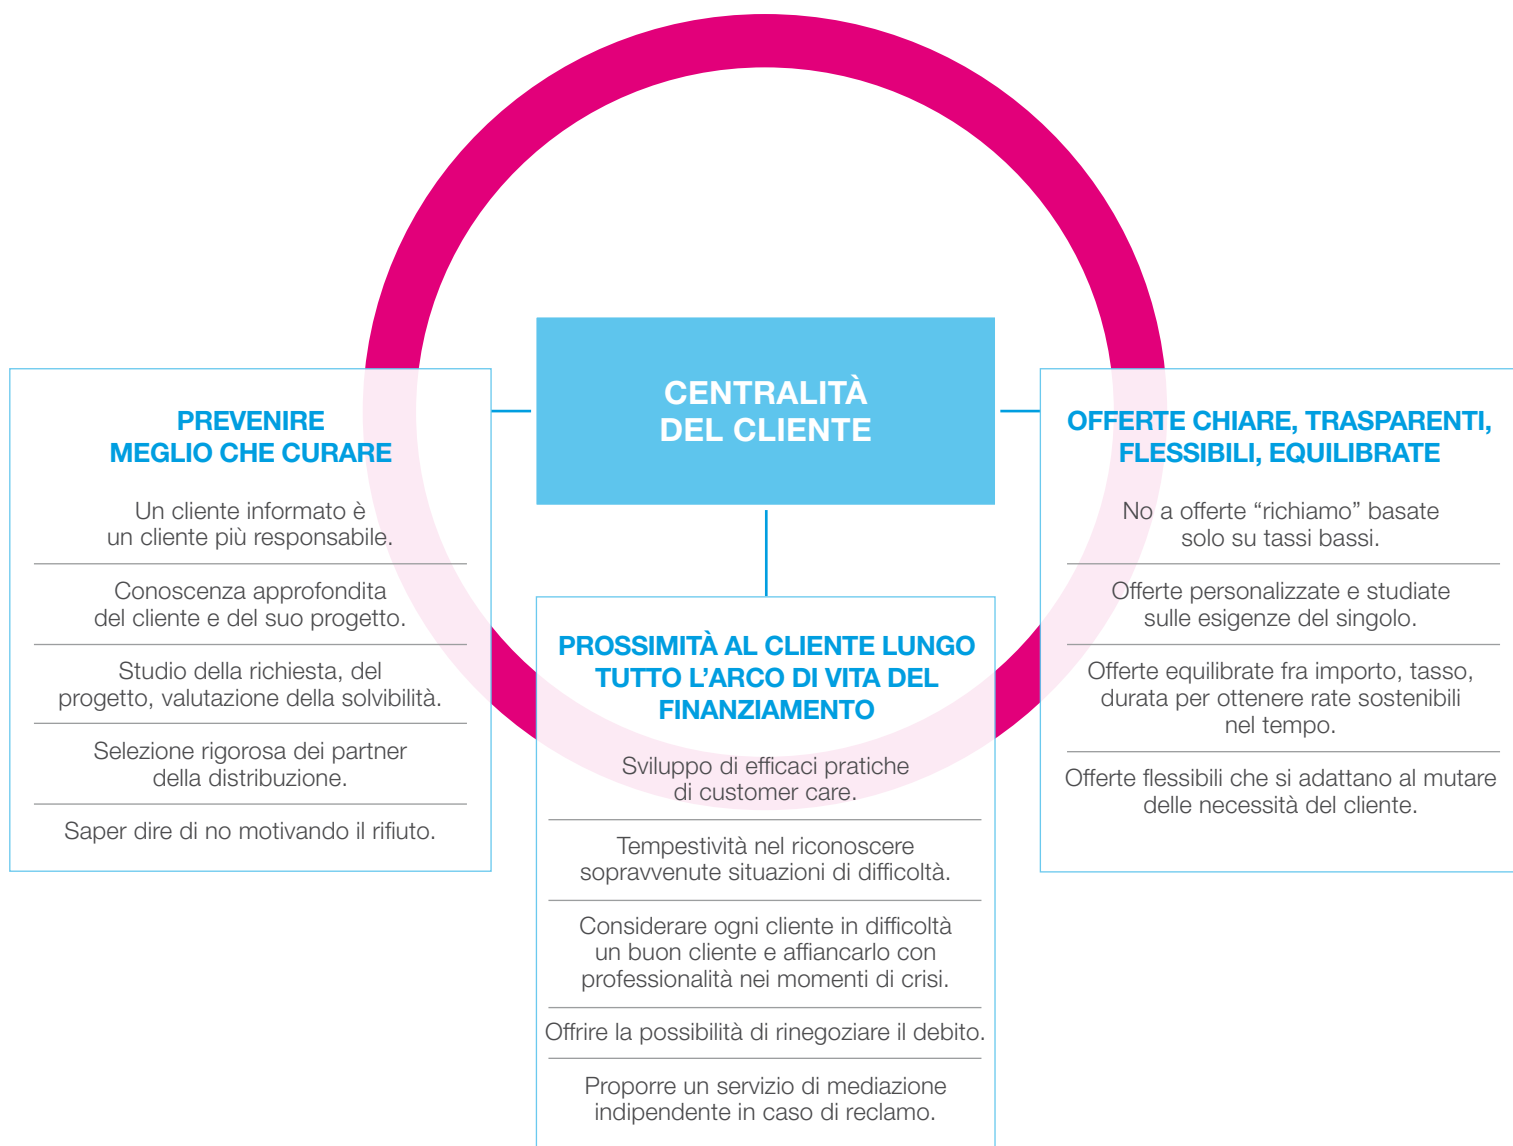 CENTRALITÀ
DEL CLIENTE
PREVENIRE
MEGLIO CHE CURARE
Un cliente informato è
un cliente più responsabile.
Conoscenza approfondita
del cliente e del suo progetto.
Studio della richiesta, del
progetto, valutazione della solvibilità.
Selezione rigorosa dei partner
della distribuzione.
Saper dire di no motivando il rifiuto.
PROSSIMITÀ AL CLIENTE LUNGO
TUTTO L’ARCO DI VITA DEL
FINANZIAMENTO
Sviluppo di efficaci pratiche
di customer care.
Tempestività nel riconoscere
sopravvenute situazioni di difficoltà.
Considerare ogni cliente in difficoltà
un buon cliente e affiancarlo con
professionalità nei momenti di crisi.
Offrire la possibilità di rinegoziare il debito.
Proporre un servizio di mediazione
indipendente in caso di reclamo.
OFFERTE CHIARE, TRASPARENTI,
FLESSIBILI, EQUILIBRATE
No a offerte “richiamo” basate
solo su tassi bassi.
Offerte personalizzate e studiate
sulle esigenze del singolo.
Offerte equilibrate fra importo, tasso,
durata per ottenere rate sostenibili
nel tempo.
Offerte flessibili che si adattano al mutare
delle necessità del cliente.